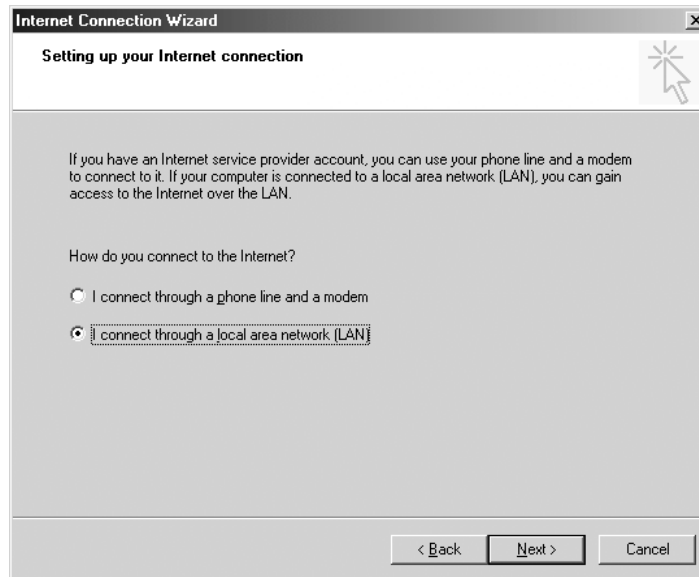 Internet Connection Wizard
Setting up your Internet connection
If you have an Internet service provider account, you can use your phone line and a modem
to connect to it. If your computer is connected to a local area network (LAN), you can gain
access to the Internet over the LAN.
How do you connect to the Internet?
I connect through a phone line and a modem
I connect through a local area network (LAN)
< Back Next > Cancel